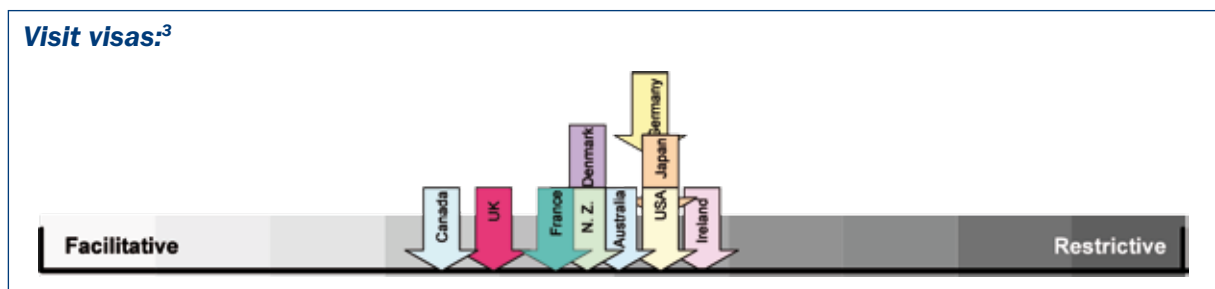 Visit visas:³
Germany
Denmark
Japan
Canada
UK
France
N. Z.
Australia
USA
Ireland
Facilitative
Restrictive